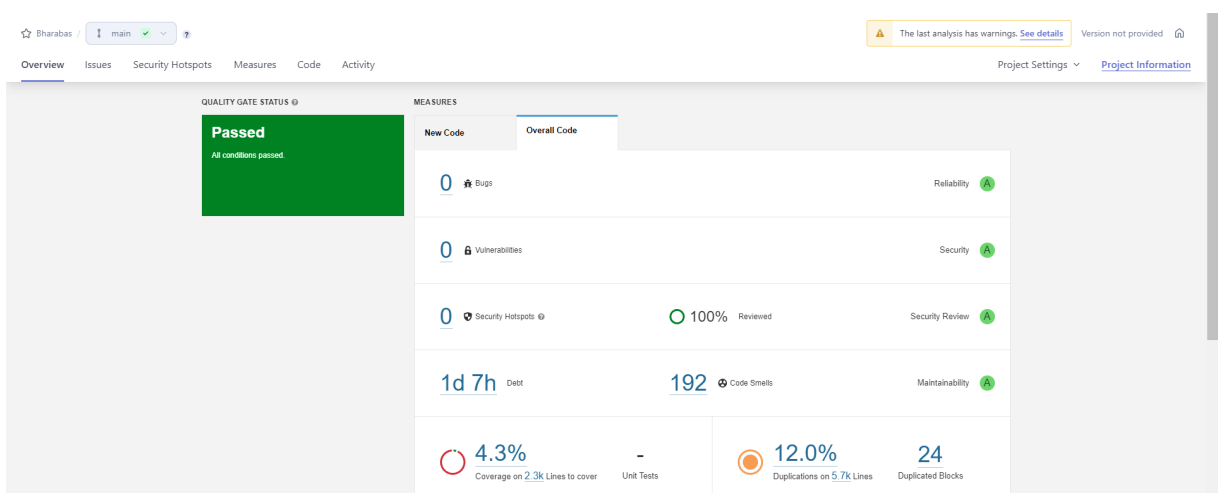 Bharabas / main ?
The last analysis has warnings. See details
Version not provided
Overview Issues Security Hotspots Measures Code Activity
Project Settings Project Information
QUALITY GATE STATUS ?
Passed
All conditions passed.
MEASURES
New Code Overall Code
0 Bugs Reliability A
0 Vulnerabilities Security A
0 Security Hotspots ? 100% Reviewed Security Review A
1d 7h Debt 192 Code Smells Maintainability A
4.3%
Coverage on 2.3k Lines to cover
-
Unit Tests
12.0%
Duplications on 5.7k Lines
24
Duplicated Blocks